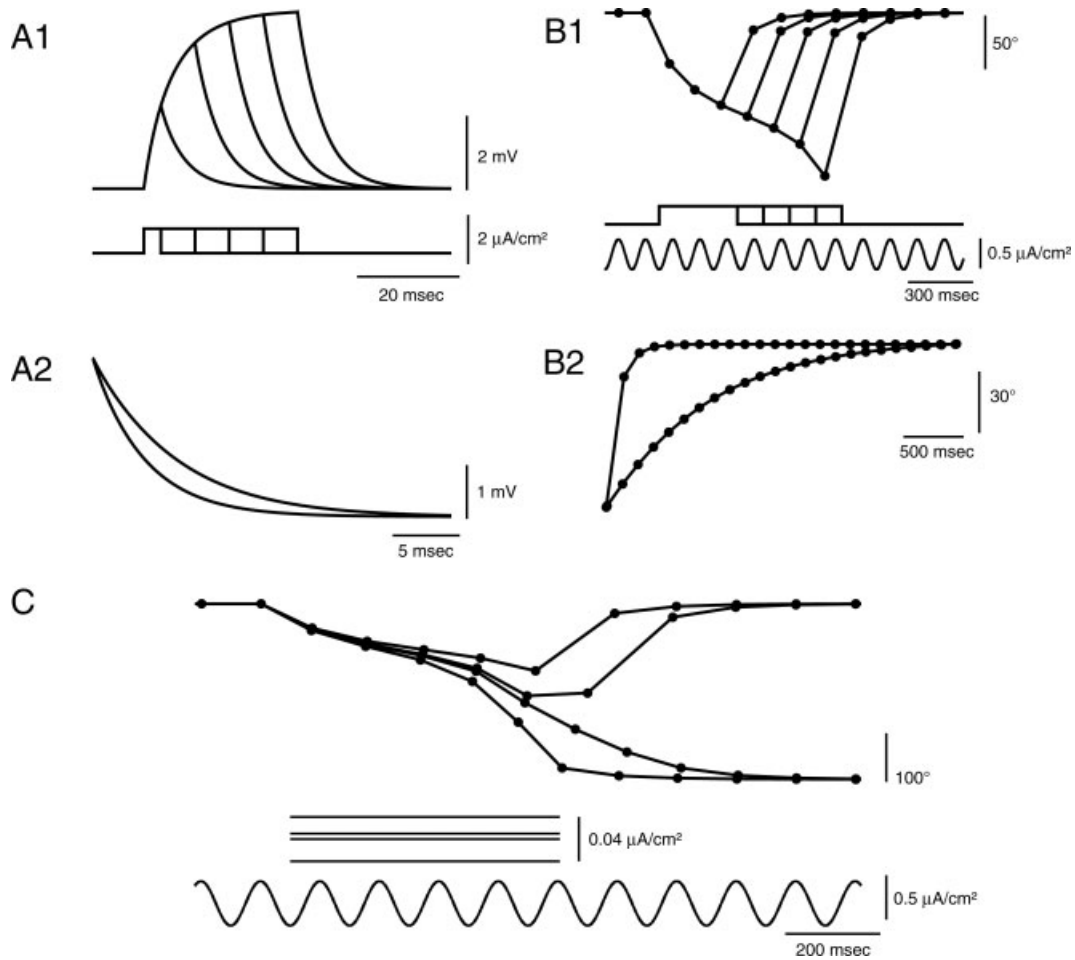 A1
2 mV
2 μA/cm²
20 msec
B1
50°
0.5 μA/cm²
300 msec
A2
1 mV
5 msec
B2
30°
500 msec
C
100°
0.04 μA/cm²
0.5 μA/cm²
200 msec